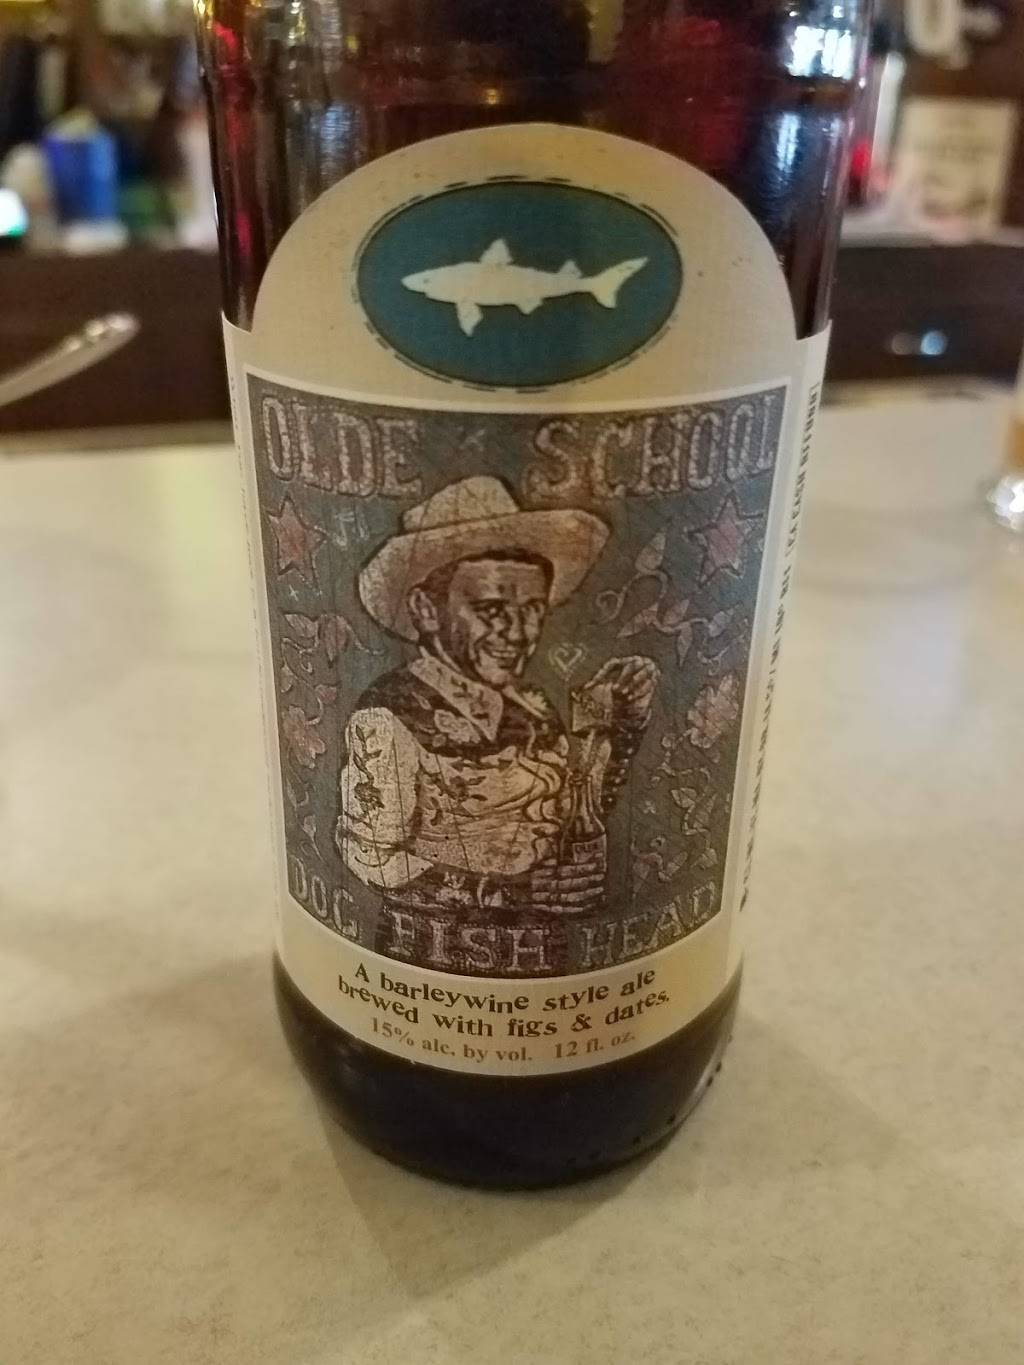 OLDE SCHOOL
DOG FISH HEAD
A barleywine style ale
brewed with figs & dates.
15% alc. by vol. 12 fl. oz.